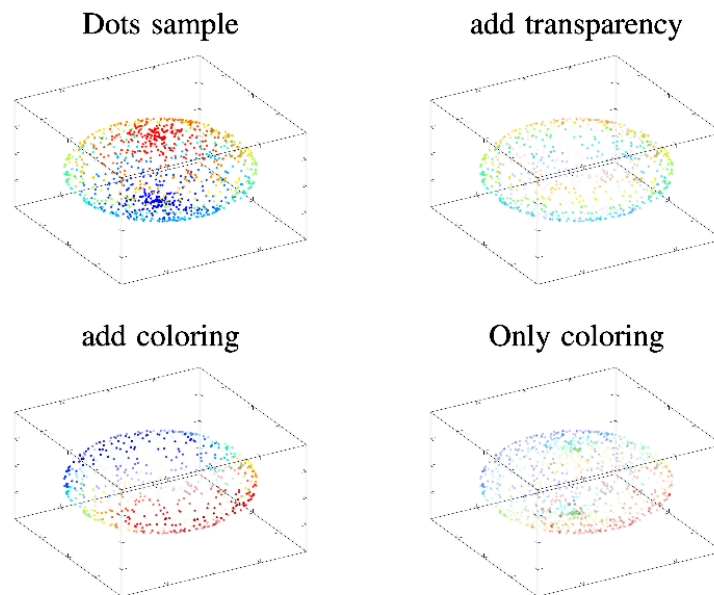 Dots sample
add transparency
add coloring
Only coloring